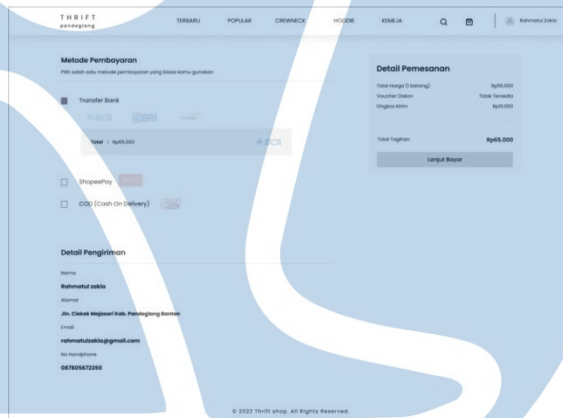 THRIFT
pandeglang
TERBARU POPULAR CREWNECK HOODIE KEMEJA Rahmatul Zakia
Metode Pembayaran
Pilih salah satu metode pembayaran yang biasa kamu gunakan
Transfer Bank
BCA BRI
Total : Rp65.000 BCA
ShopeePay
COD (Cash On Delivery)
Detail Pemesanan
Total Harga (1 barang) Rp55.000
Voucher Diskon Tidak Tersedia
Ongkos Kirim Rp10.000
Total Tagihan Rp65.000
Lanjut Bayar
Detail Pengiriman
Nama
Rahmatul zakia
Alamat
Jln. Ciekek Majasari Kab. Pandeglang Banten
Email
rahmatulzakia@gmail.com
No Handphone
087805672350
© 2022 Thrift shop. All Rights Reserved.